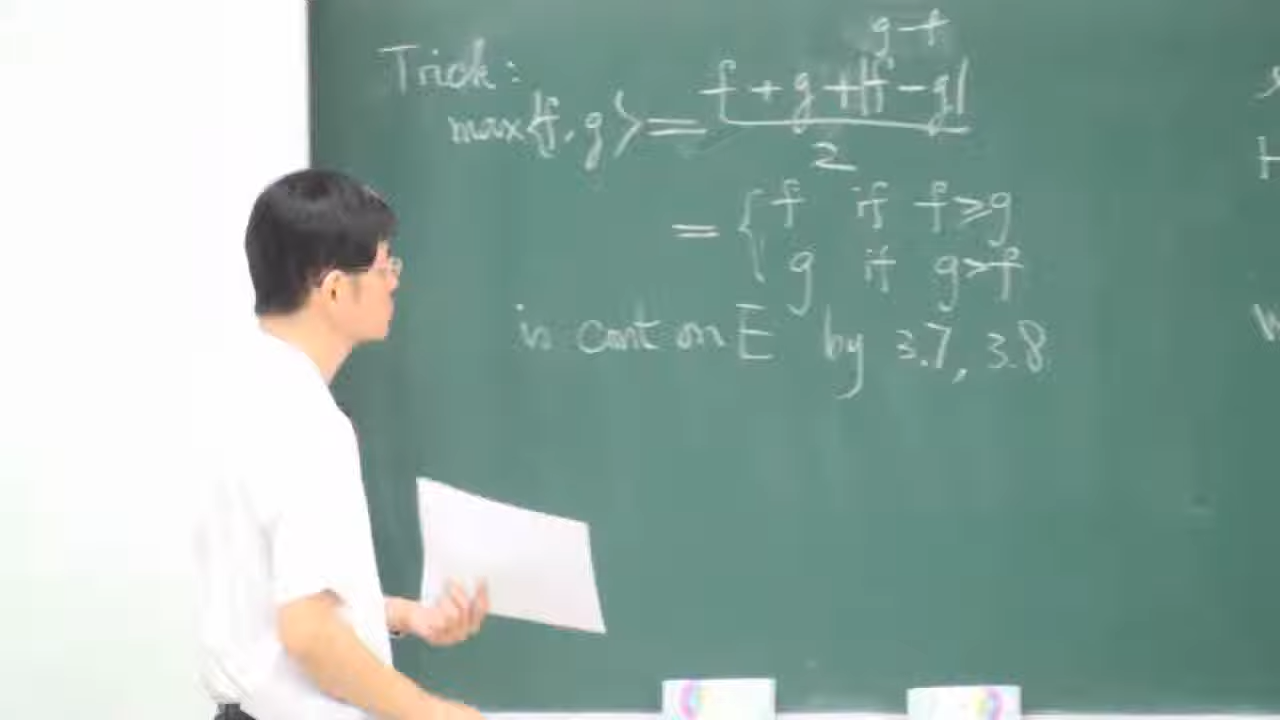 g-f
Trick:
max{f, g} = f + g + |f - g|
2
= { f if f ≥ g
g if g > f
is cont on E by 3.7, 3.8